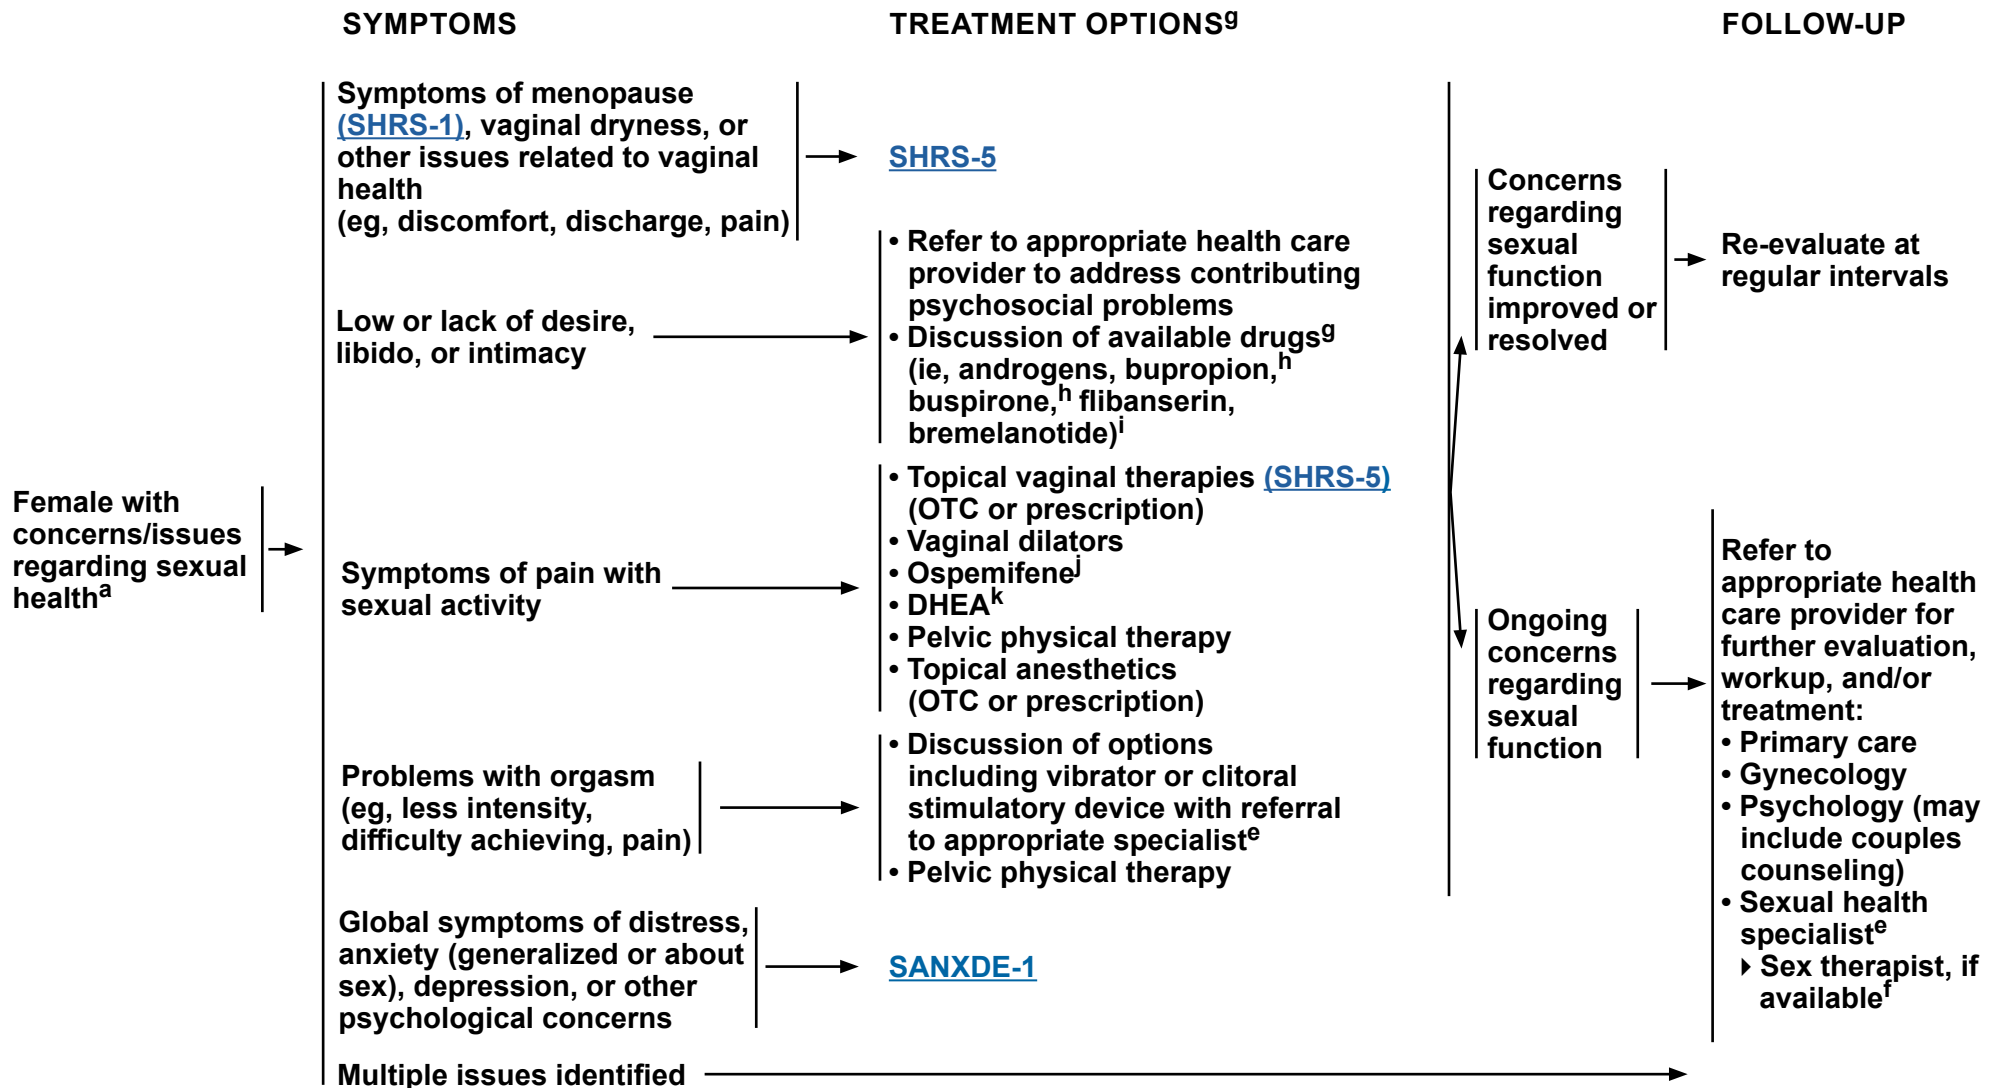 SYMPTOMS
TREATMENT OPTIONSg
FOLLOW-UP
Female with
concerns/issues
regarding sexual
healtha
Symptoms of menopause
(SHRS-1), vaginal dryness, or
other issues related to vaginal
health
(eg, discomfort, discharge, pain)
SHRS-5
Low or lack of desire,
libido, or intimacy
• Refer to appropriate health care
provider to address contributing
psychosocial problems
• Discussion of available drugsg
(ie, androgens, bupropion,h
buspirone,h flibanserin,
bremelanotide)i
Symptoms of pain with
sexual activity
• Topical vaginal therapies (SHRS-5)
(OTC or prescription)
• Vaginal dilators
• Ospemifenej
• DHEAk
• Pelvic physical therapy
• Topical anesthetics
(OTC or prescription)
Problems with orgasm
(eg, less intensity,
difficulty achieving, pain)
• Discussion of options
including vibrator or clitoral
stimulatory device with referral
to appropriate specialiste
• Pelvic physical therapy
Global symptoms of distress,
anxiety (generalized or about
sex), depression, or other
psychological concerns
SANXDE-1
Multiple issues identified
Concerns
regarding
sexual
function
improved or
resolved
Re-evaluate at
regular intervals
Ongoing
concerns
regarding
sexual
function
Refer to
appropriate health
care provider for
further evaluation,
workup, and/or
treatment:
• Primary care
• Gynecology
• Psychology (may
include couples
counseling)
• Sexual health
specialiste
‣ Sex therapist, if
availablef